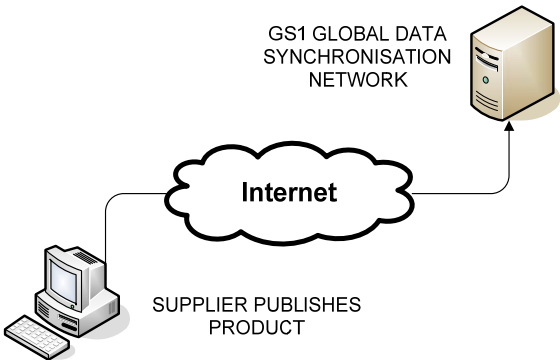 GS1 GLOBAL DATA
SYNCHRONISATION
NETWORK
Internet
SUPPLIER PUBLISHES
PRODUCT